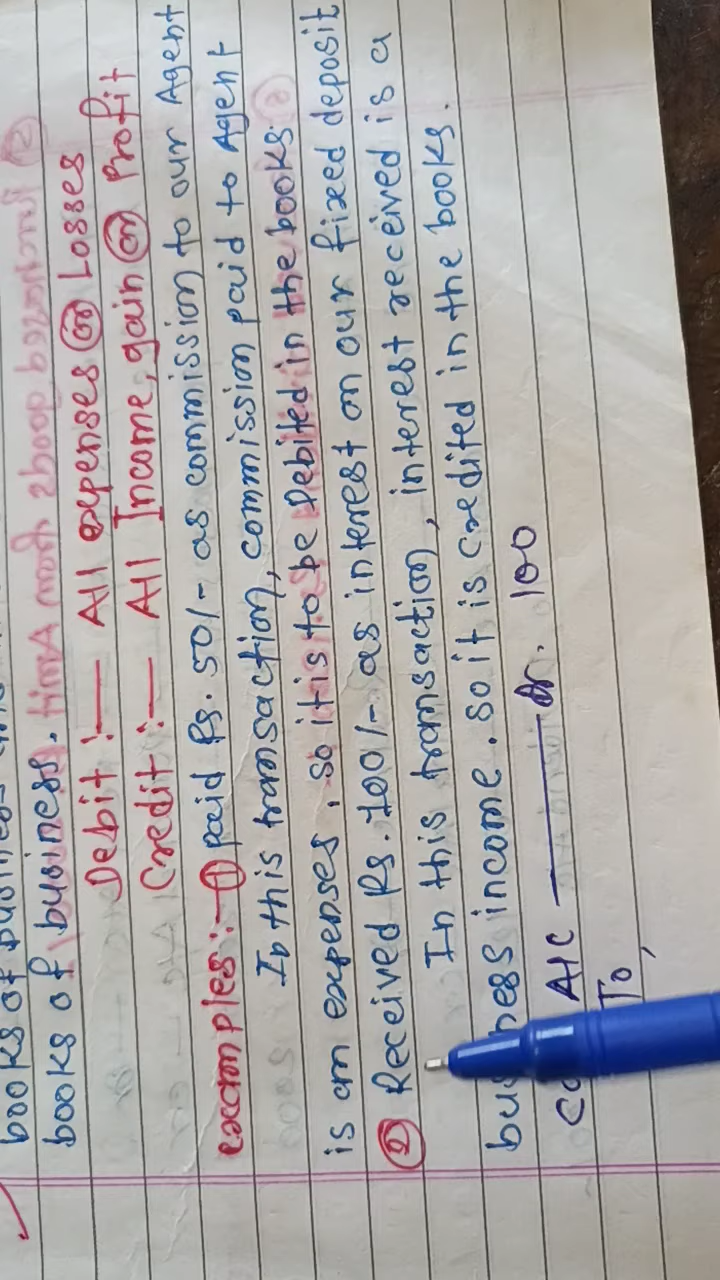 books of business
books of business.
Debit :— All expenses (or) Losses
Credit :— All Income, gain (or) Profit
examples :— ① paid Rs. 50/- as commission to our Agent
In this transaction, commission paid to Agent
is an expenses, so it is to be Debited in the books.
② Received Rs. 100/- as interest on our fixed deposit
In this transaction, interest received is a
business income. so it is credited in the books.
A/c ——— Dr. 100
To,